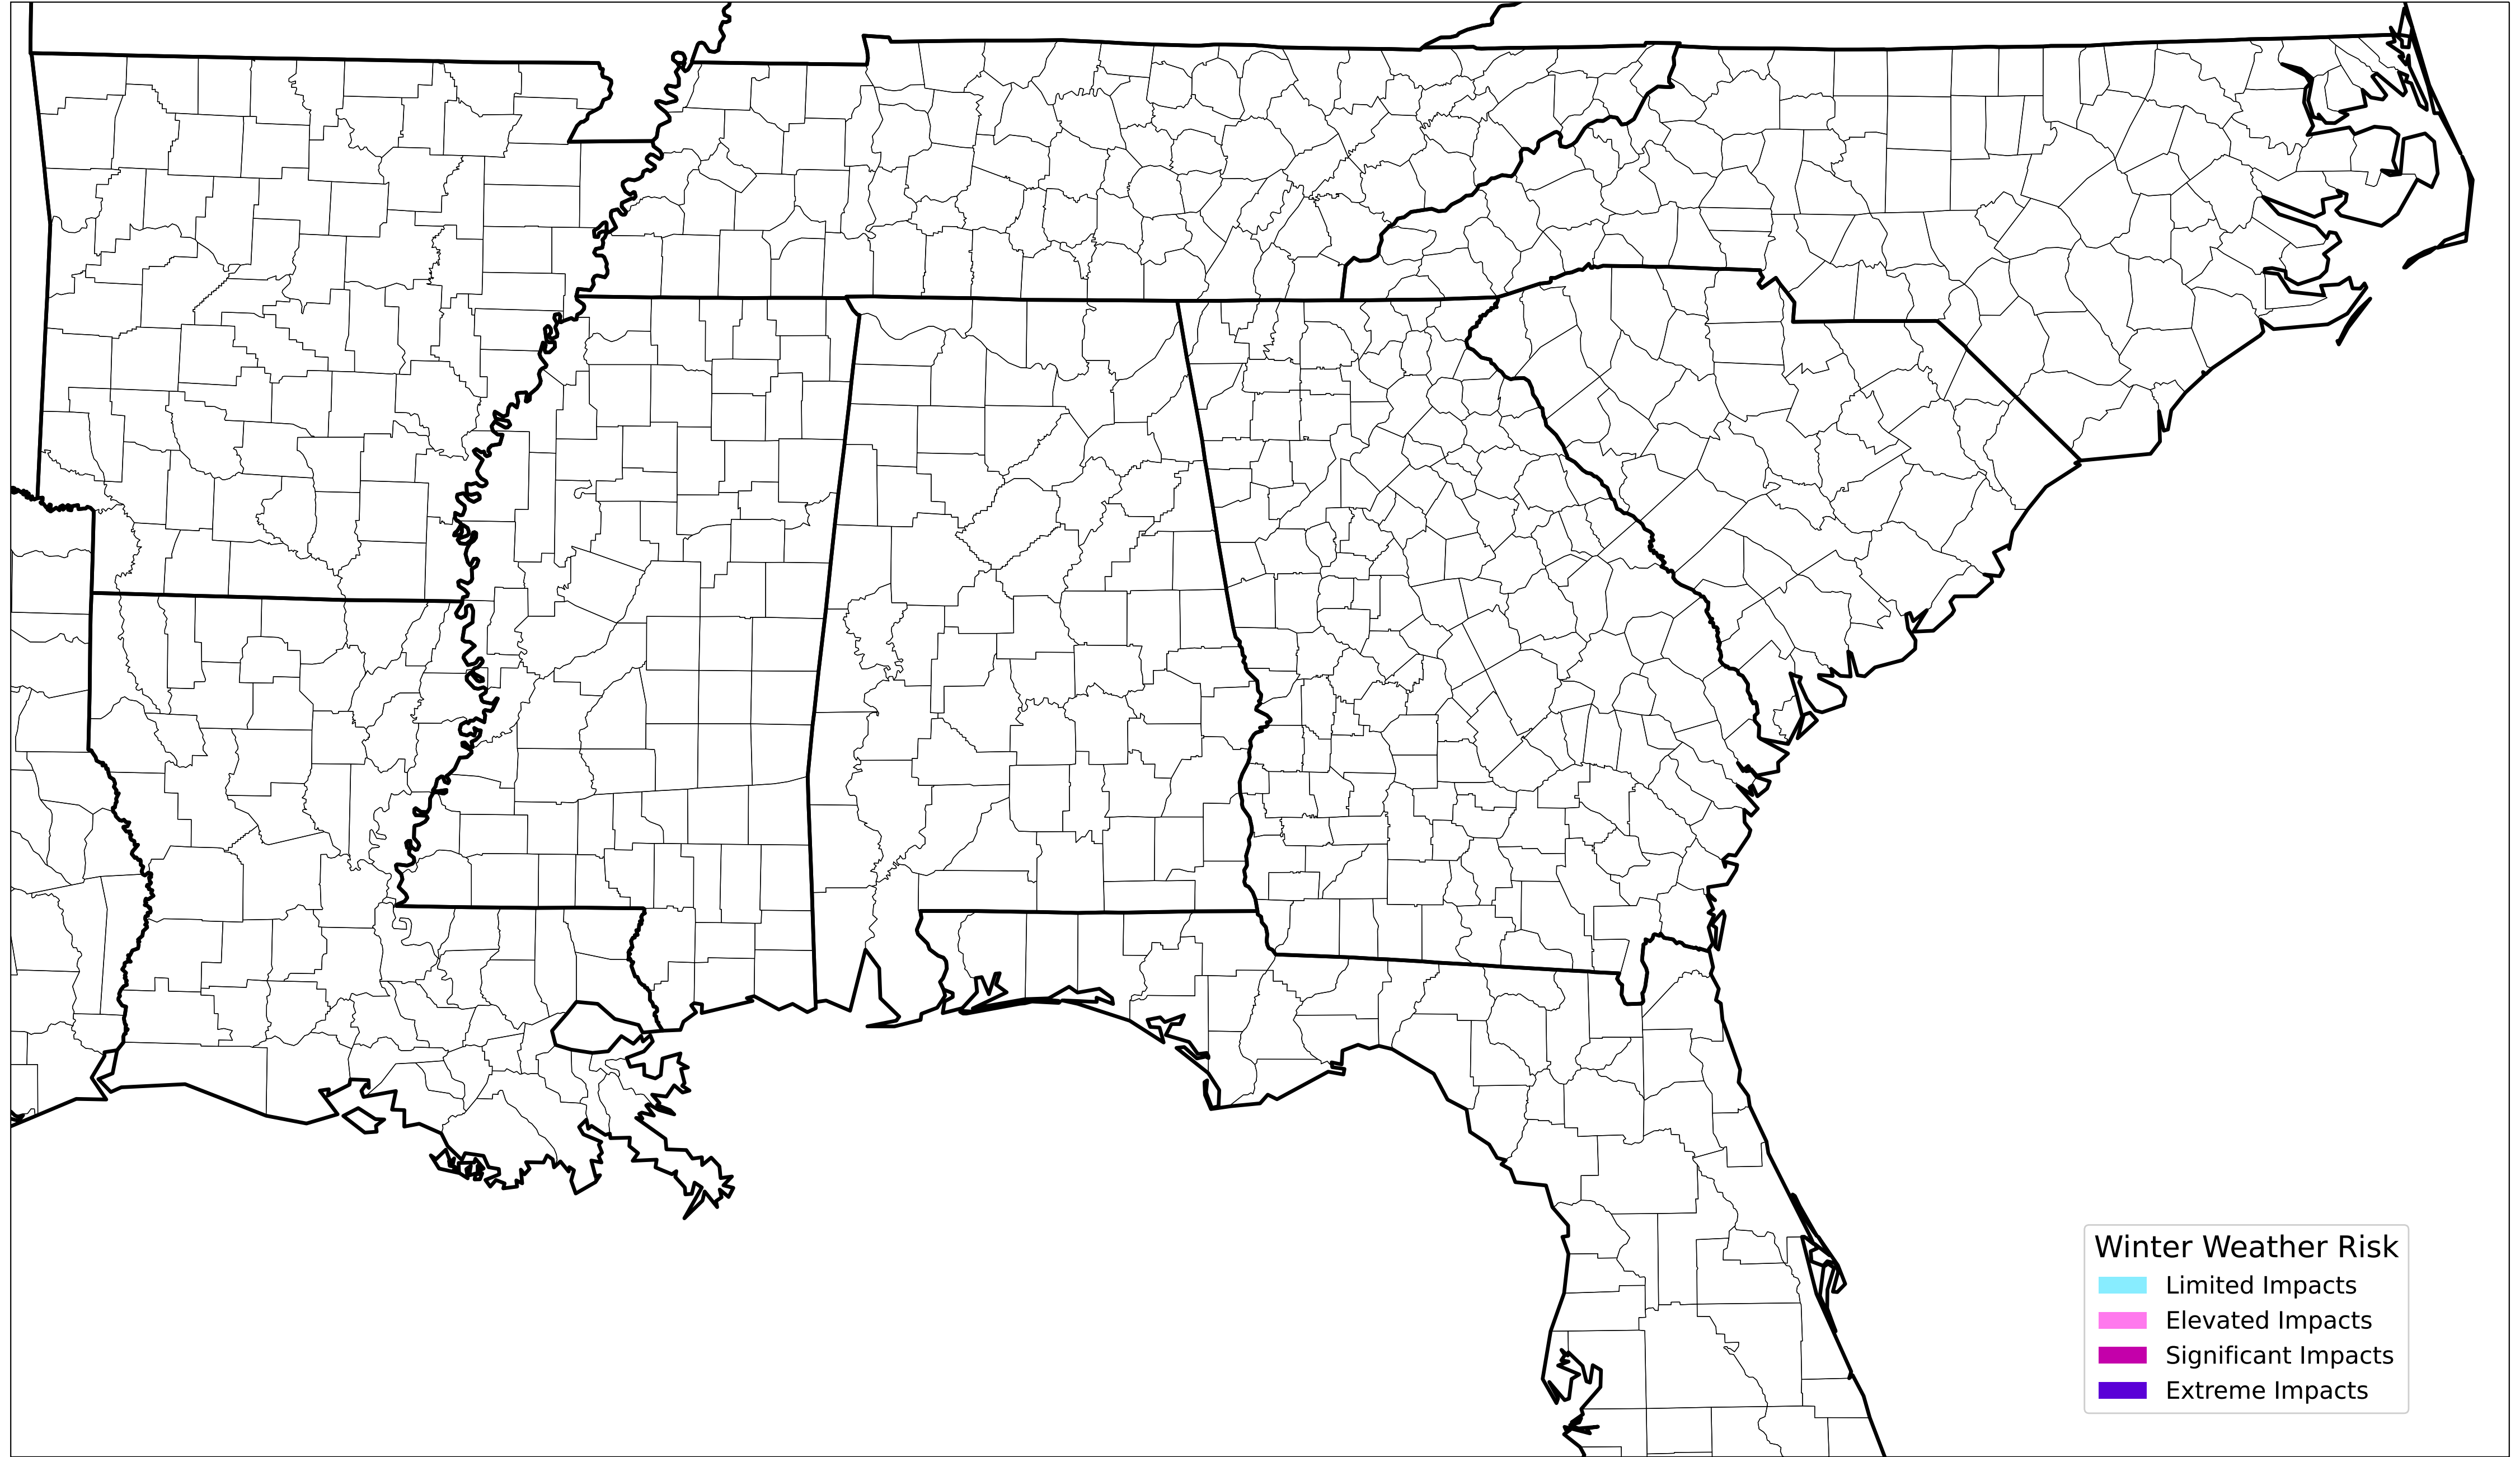 Winter Weather Risk
Limited Impacts
Elevated Impacts
Significant Impacts
Extreme Impacts